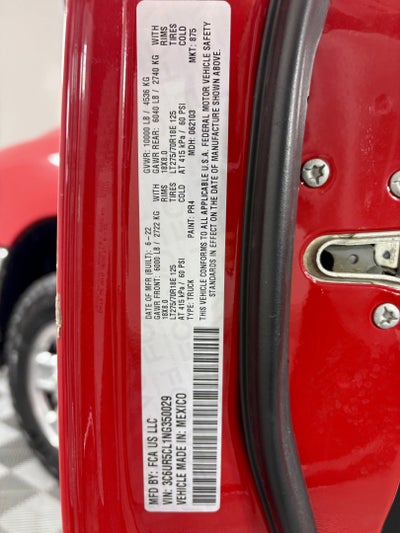 MFD BY: FCA US LLC
VIN: 3C6UR5CL1NG350029
VEHICLE MADE IN: MEXICO
DATE OF MFR (BUILT): 6-22
GVWR: 10000 LB / 4536 KG
GAWR FRONT: 6000 LB / 2722 KG
GAWR REAR: 6040 LB / 2740 KG
WITH
18X8.0
18X8.0
RIMS
LT275/70R18E 125
LT275/70R18E 125
TIRES
AT 415 kPa / 60 PSI
AT 415 kPa / 60 PSI
COLD
TYPE: TRUCK
PAINT: PR4
MDH: 062103
MKT: 875
THIS VEHICLE CONFORMS TO ALL APPLICABLE U.S.A. FEDERAL MOTOR VEHICLE SAFETY
STANDARDS IN EFFECT ON THE DATE OF MANUFACTURE SHOWN ABOVE.